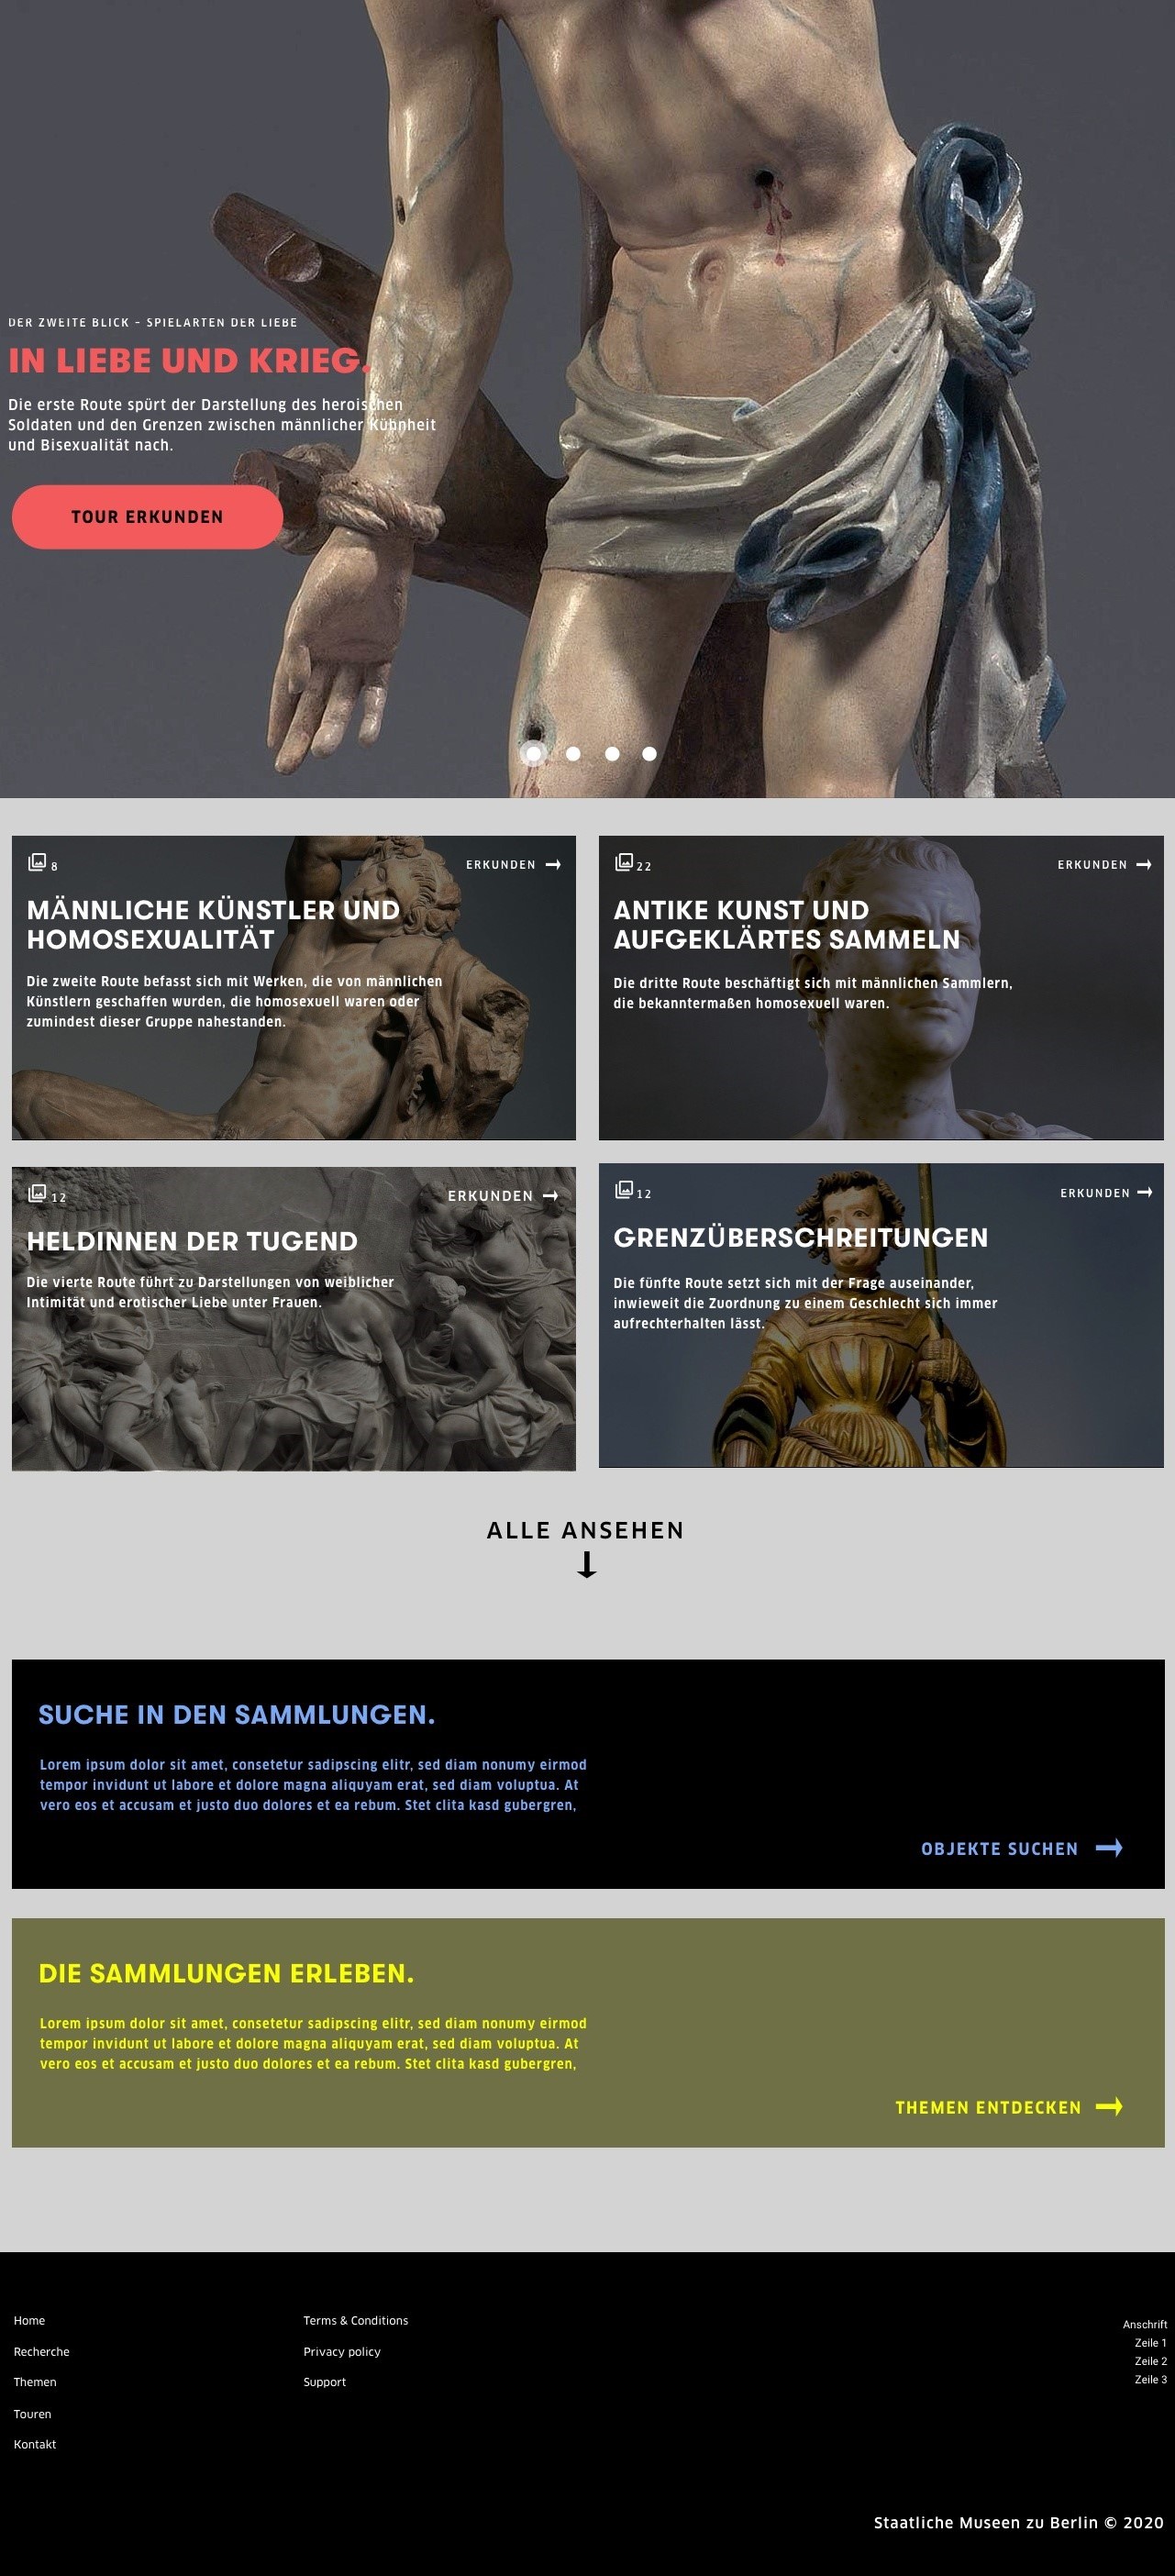 DER ZWEITE BLICK – SPIELARTEN DER LIEBE
IN LIEBE UND KRIEG.
Die erste Route spürt der Darstellung des heroischen
Soldaten und den Grenzen zwischen männlicher Kühnheit
und Bisexualität nach.
TOUR ERKUNDEN
8
ERKUNDEN
MÄNNLICHE KÜNSTLER UND
HOMOSEXUALITÄT
Die zweite Route befasst sich mit Werken, die von männlichen
Künstlern geschaffen wurden, die homosexuell waren oder
zumindest dieser Gruppe nahestanden.
22
ERKUNDEN
ANTIKE KUNST UND
AUFGEKLÄRTES SAMMELN
Die dritte Route beschäftigt sich mit männlichen Sammlern,
die bekanntermaßen homosexuell waren.
12
ERKUNDEN
HELDINNEN DER TUGEND
Die vierte Route führt zu Darstellungen von weiblicher
Intimität und erotischer Liebe unter Frauen.
12
ERKUNDEN
GRENZÜBERSCHREITUNGEN
Die fünfte Route setzt sich mit der Frage auseinander,
inwieweit die Zuordnung zu einem Geschlecht sich immer
aufrechterhalten lässt.
ALLE ANSEHEN
SUCHE IN DEN SAMMLUNGEN.
Lorem ipsum dolor sit amet, consetetur sadipscing elitr, sed diam nonumy eirmod
tempor invidunt ut labore et dolore magna aliquyam erat, sed diam voluptua. At
vero eos et accusam et justo duo dolores et ea rebum. Stet clita kasd gubergren,
OBJEKTE SUCHEN
DIE SAMMLUNGEN ERLEBEN.
Lorem ipsum dolor sit amet, consetetur sadipscing elitr, sed diam nonumy eirmod
tempor invidunt ut labore et dolore magna aliquyam erat, sed diam voluptua. At
vero eos et accusam et justo duo dolores et ea rebum. Stet clita kasd gubergren,
THEMEN ENTDECKEN
Home
Recherche
Themen
Touren
Kontakt
Terms & Conditions
Privacy policy
Support
Anschrift
Zeile 1
Zeile 2
Zeile 3
Staatliche Museen zu Berlin © 2020